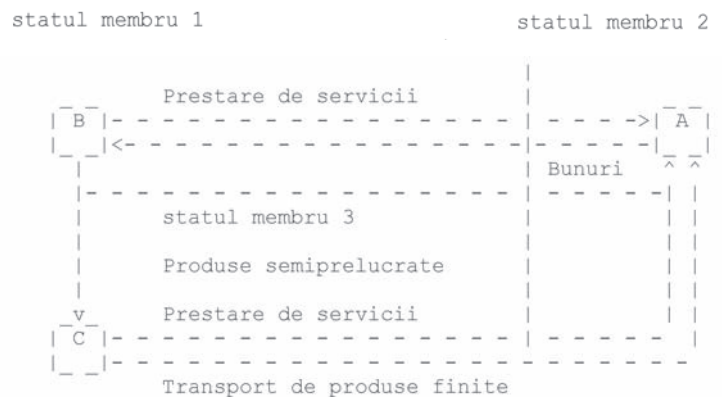 statul membru 1 statul membru 2
Prestare de servicii
B A
Bunuri
statul membru 3
Produse semiprelucrate
Prestare de servicii
C
Transport de produse finite